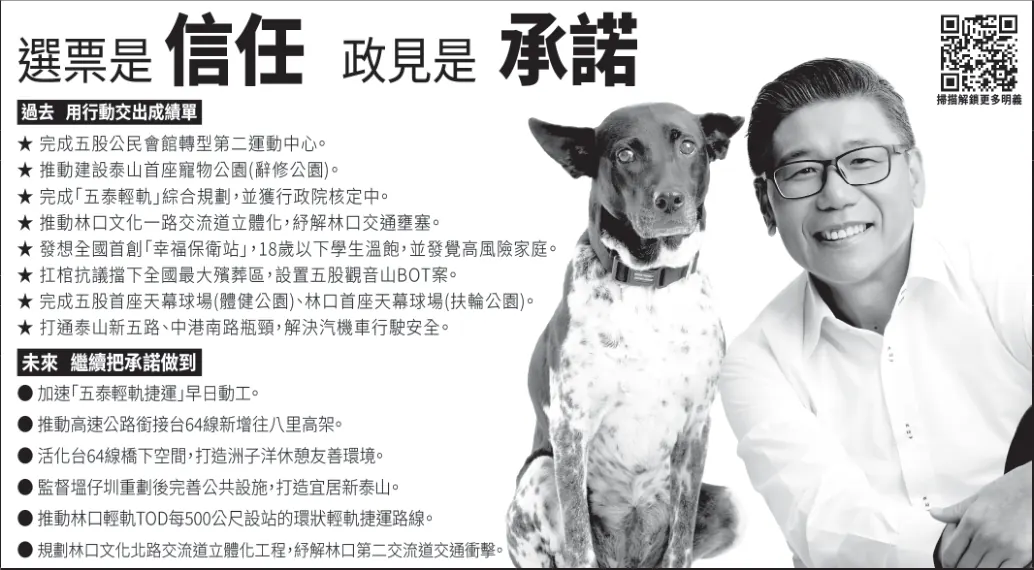 選票是 信任 政見是 承諾
掃描解鎖更多明義
過去 用行動交出成績單
★ 完成五股公民會館轉型第二運動中心。
★ 推動建設泰山首座寵物公園(辭修公園)。
★ 完成「五泰輕軌」綜合規劃,並獲行政院核定中。
★ 推動林口文化一路交流道立體化,紓解林口交通壅塞。
★ 發想全國首創「幸福保衛站」,18歲以下學生溫飽,並發覺高風險家庭。
★ 扛棺抗議擋下全國最大殯葬區,設置五股觀音山BOT案。
★ 完成五股首座天幕球場(體健公園)、林口首座天幕球場(扶輪公園)。
★ 打通泰山新五路、中港南路瓶頸,解決汽機車行駛安全。
未來 繼續把承諾做到
● 加速「五泰輕軌捷運」早日動工。
● 推動高速公路銜接台64線新增往八里高架。
● 活化台64線橋下空間,打造洲子洋休憩友善環境。
● 監督塭仔圳重劃後完善公共設施,打造宜居新泰山。
● 推動林口輕軌TOD每500公尺設站的環狀輕軌捷運路線。
● 規劃林口文化北路交流道立體化工程,紓解林口第二交流道交通衝擊。